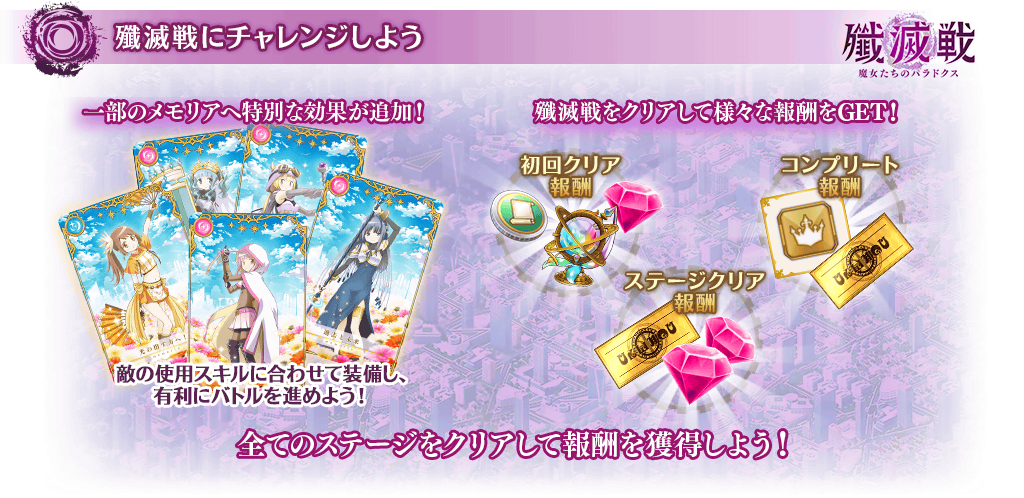 殲滅戦にチャレンジしよう
殲滅戦
魔女たちのパラドクス
一部のメモリアへ特別な効果が追加！
殲滅戦をクリアして様々な報酬をGET！
初回クリア
報酬
コンプリート
報酬
ステージクリア
報酬
敵の使用スキルに合わせて装備し、
有利にバトルを進めよう！
全てのステージをクリアして報酬を獲得しよう！